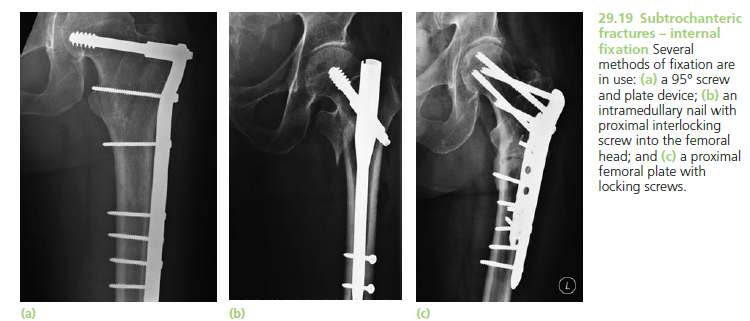 29.19 Subtrochanteric
fractures – internal
fixation Several
methods of fixation are
in use: (a) a 95º screw
and plate device; (b) an
intramedullary nail with
proximal interlocking
screw into the femoral
head; and (c) a proximal
femoral plate with
locking screws.
L
(a)
(b)
(c)